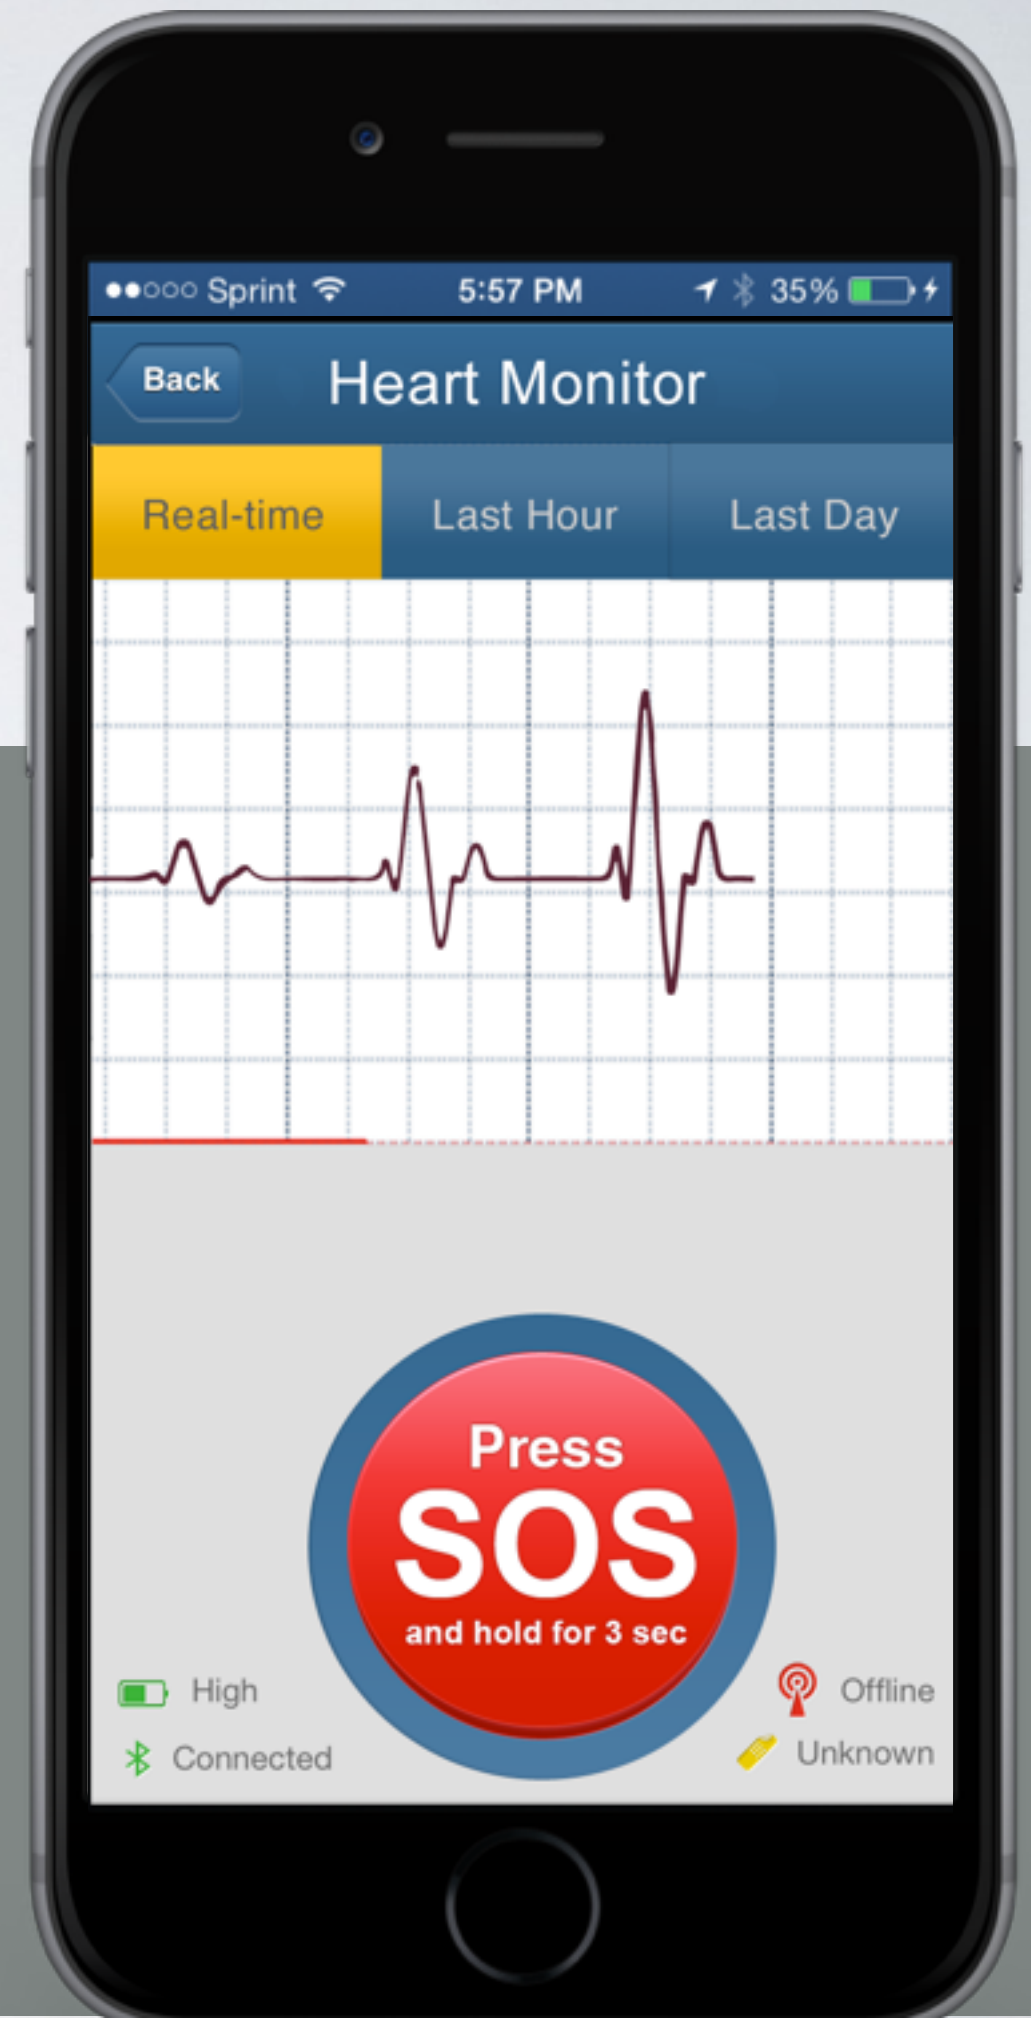 Sprint 5:57 PM 35%
Back Heart Monitor
Real-time Last Hour Last Day
Press
SOS
and hold for 3 sec
High Offline
Connected Unknown